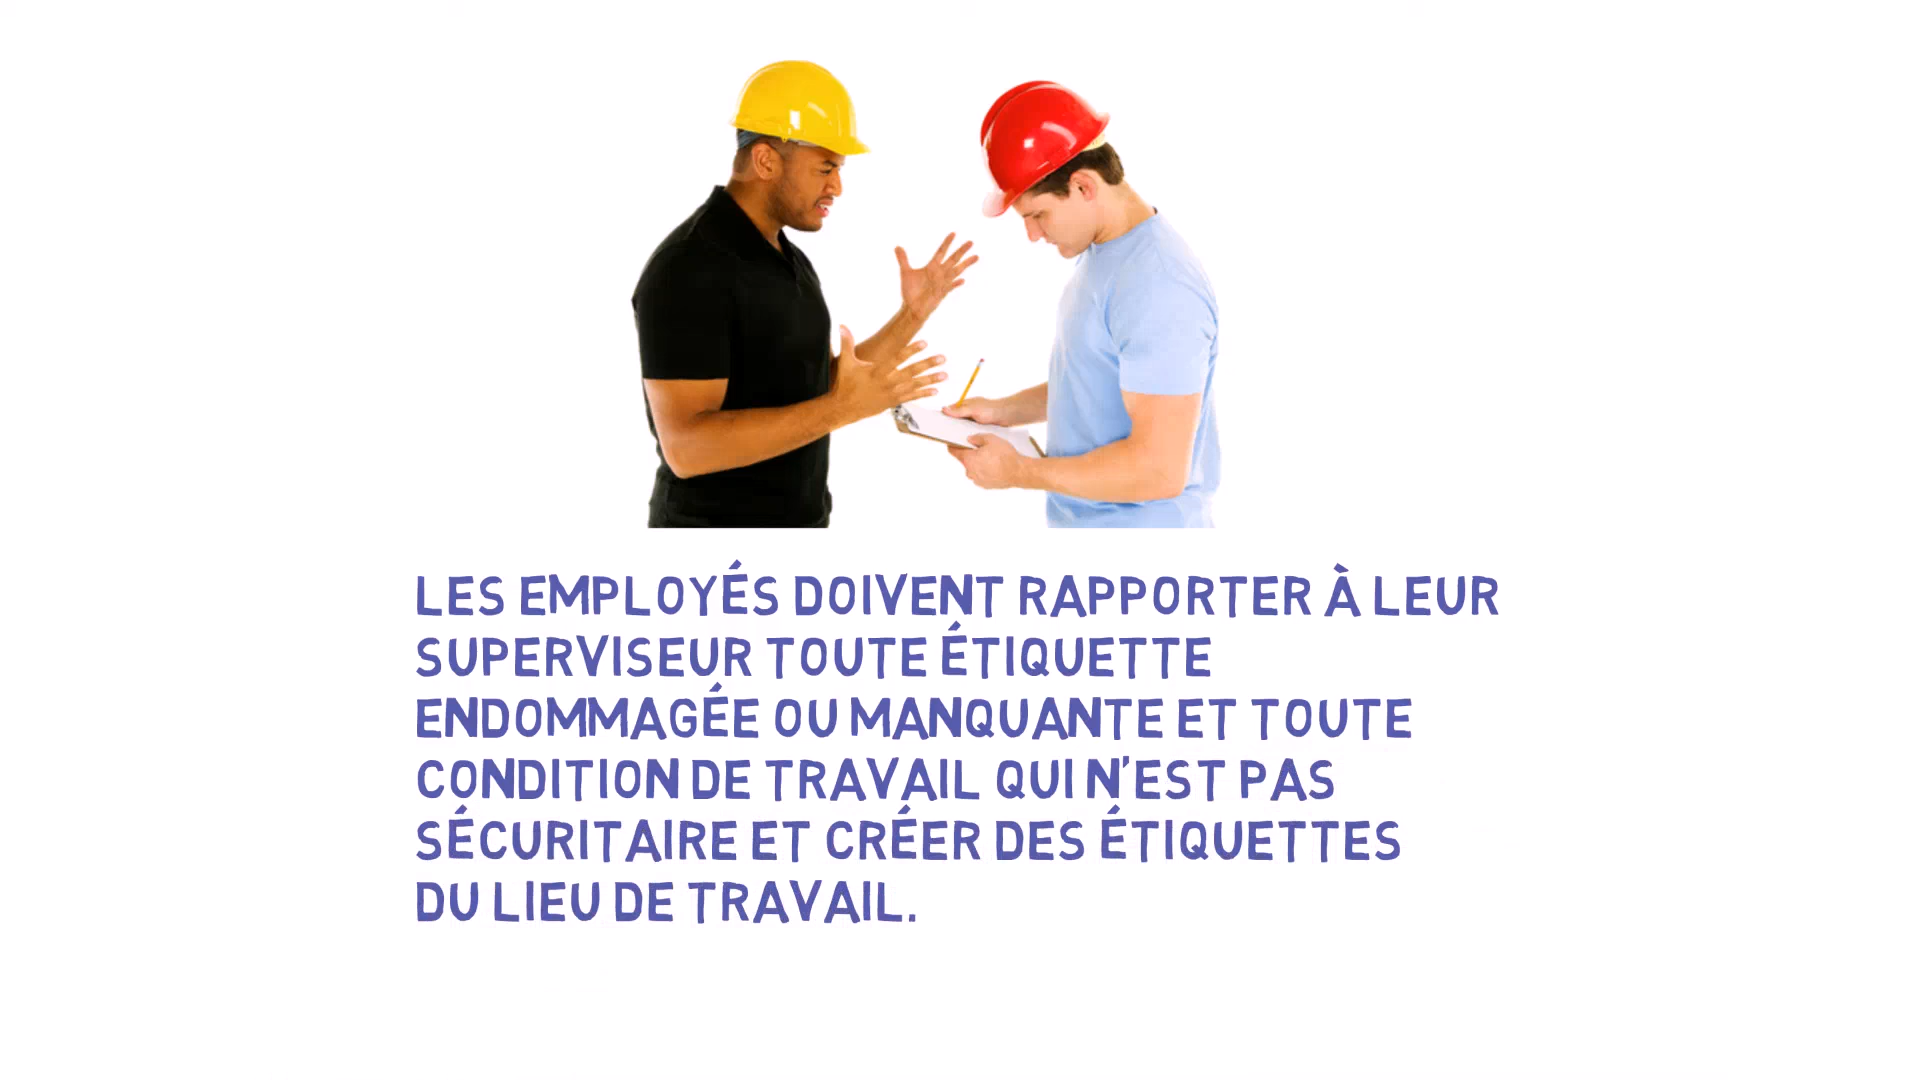 LES EMPLOYÉS DOIVENT RAPPORTER À LEUR
SUPERVISEUR TOUTE ÉTIQUETTE
ENDOMMAGÉE OU MANQUANTE ET TOUTE
CONDITION DE TRAVAIL QUI N'EST PAS
SÉCURITAIRE ET CRÉER DES ÉTIQUETTES
DU LIEU DE TRAVAIL.